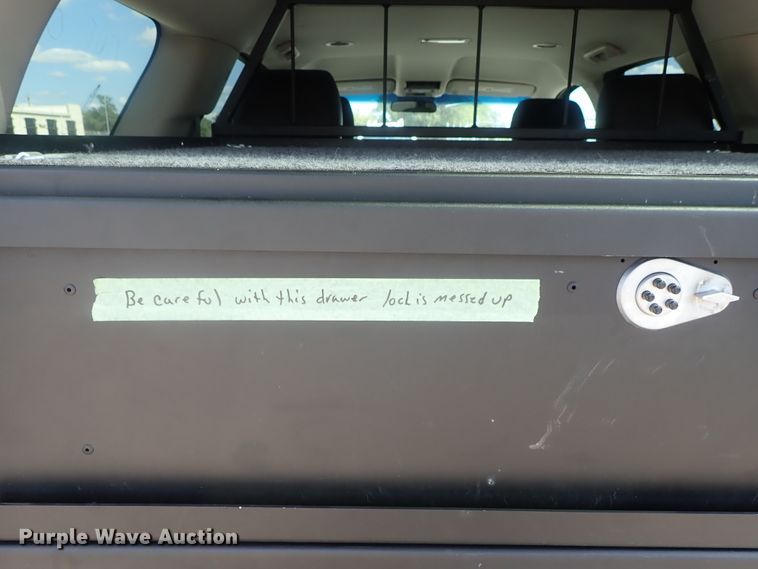 Be careful with this drawer lock is messed up
Purple Wave Auction